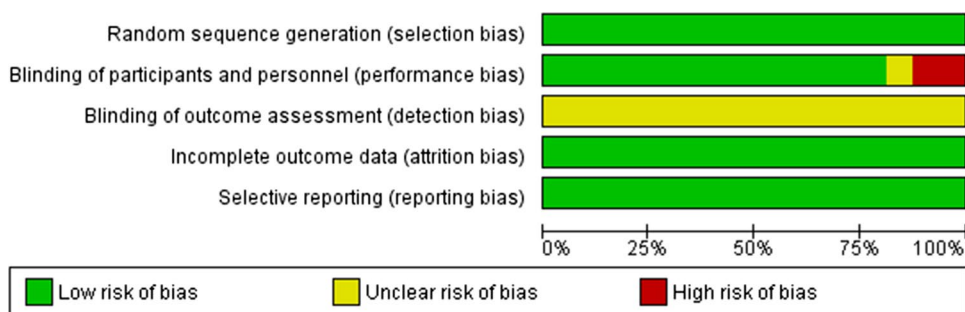 Random sequence generation (selection bias)
Blinding of participants and personnel (performance bias)
Blinding of outcome assessment (detection bias)
Incomplete outcome data (attrition bias)
Selective reporting (reporting bias)
0% 25% 50% 75% 100%
Low risk of bias Unclear risk of bias High risk of bias